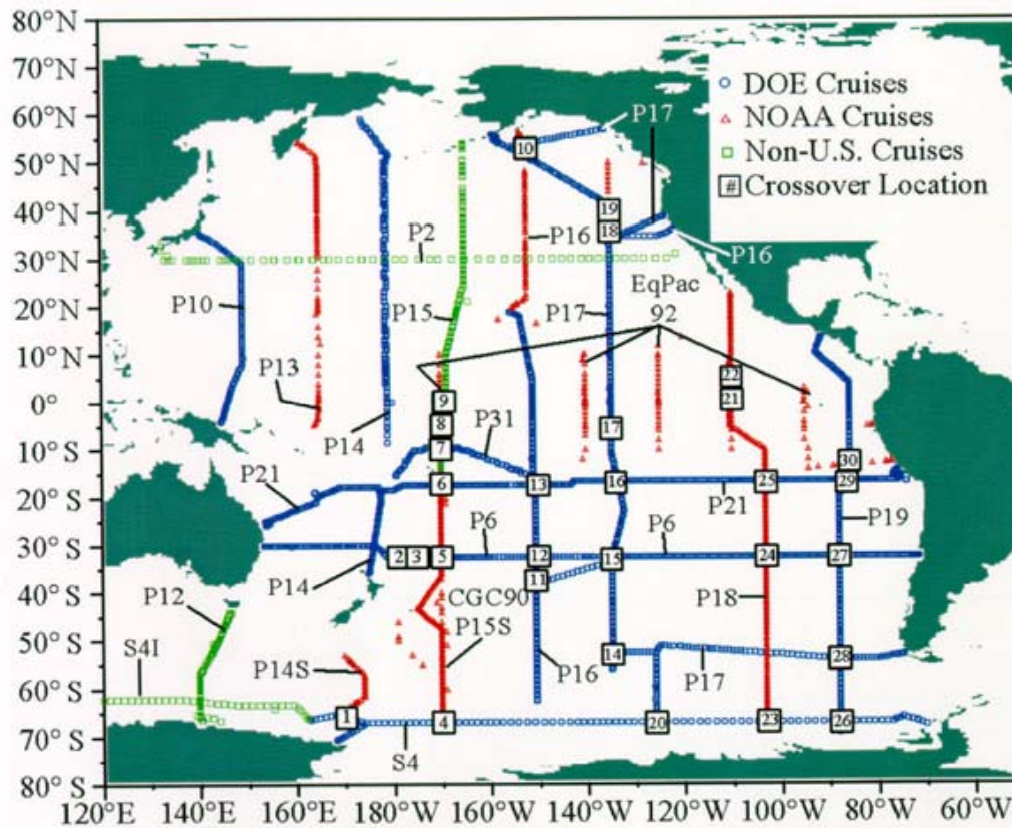 80°N
70°N
60°N
50°N
40°N
30°N
20°N
10°N
0°
10° S
20° S
30° S
40° S
50° S
60° S
70° S
80° S
120°E
140°E
160°E
180°W
160°W
140°W
120°W
100°W
80°W
60°W
DOE Cruises
NOAA Cruises
Non-U.S. Cruises
# Crossover Location
P17
10
19
18
P2
P16
P16
EqPac
92
P10
P15
P17
P13
22
21
9
8
7
17
P14
P31
30
P21
6
13
16
25
29
P21
P19
P6
P6
2
3
5
12
15
24
27
P14
11
P12
CGC90
P15S
P18
S4I
P14S
P16
14
P17
28
1
4
20
23
26
S4